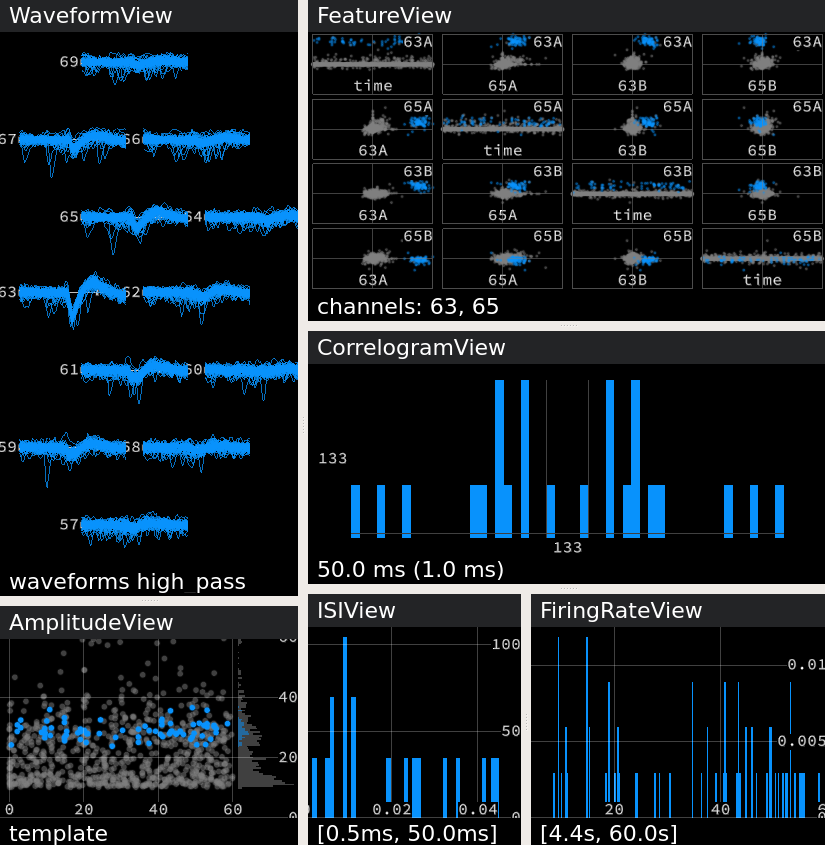 WaveformView
69
67 66
65 64
63 62
61 60
59 58
57
waveforms high_pass
FeatureView
63A 63A 63A 63A
time 65A 63B 65B
65A 65A 65A 65A
63A time 63B 65B
63B 63B 63B 63B
63A 65A time 65B
65B 65B 65B 65B
63A 65A 63B time
channels: 63, 65
CorrelogramView
133
133
50.0 ms (1.0 ms)
AmplitudeView
40
20
0 20 40 60
template
ISIView
100
50
0.02 0.04
[0.5ms, 50.0ms]
FiringRateView
0.01
0.005
20 40
[4.4s, 60.0s]